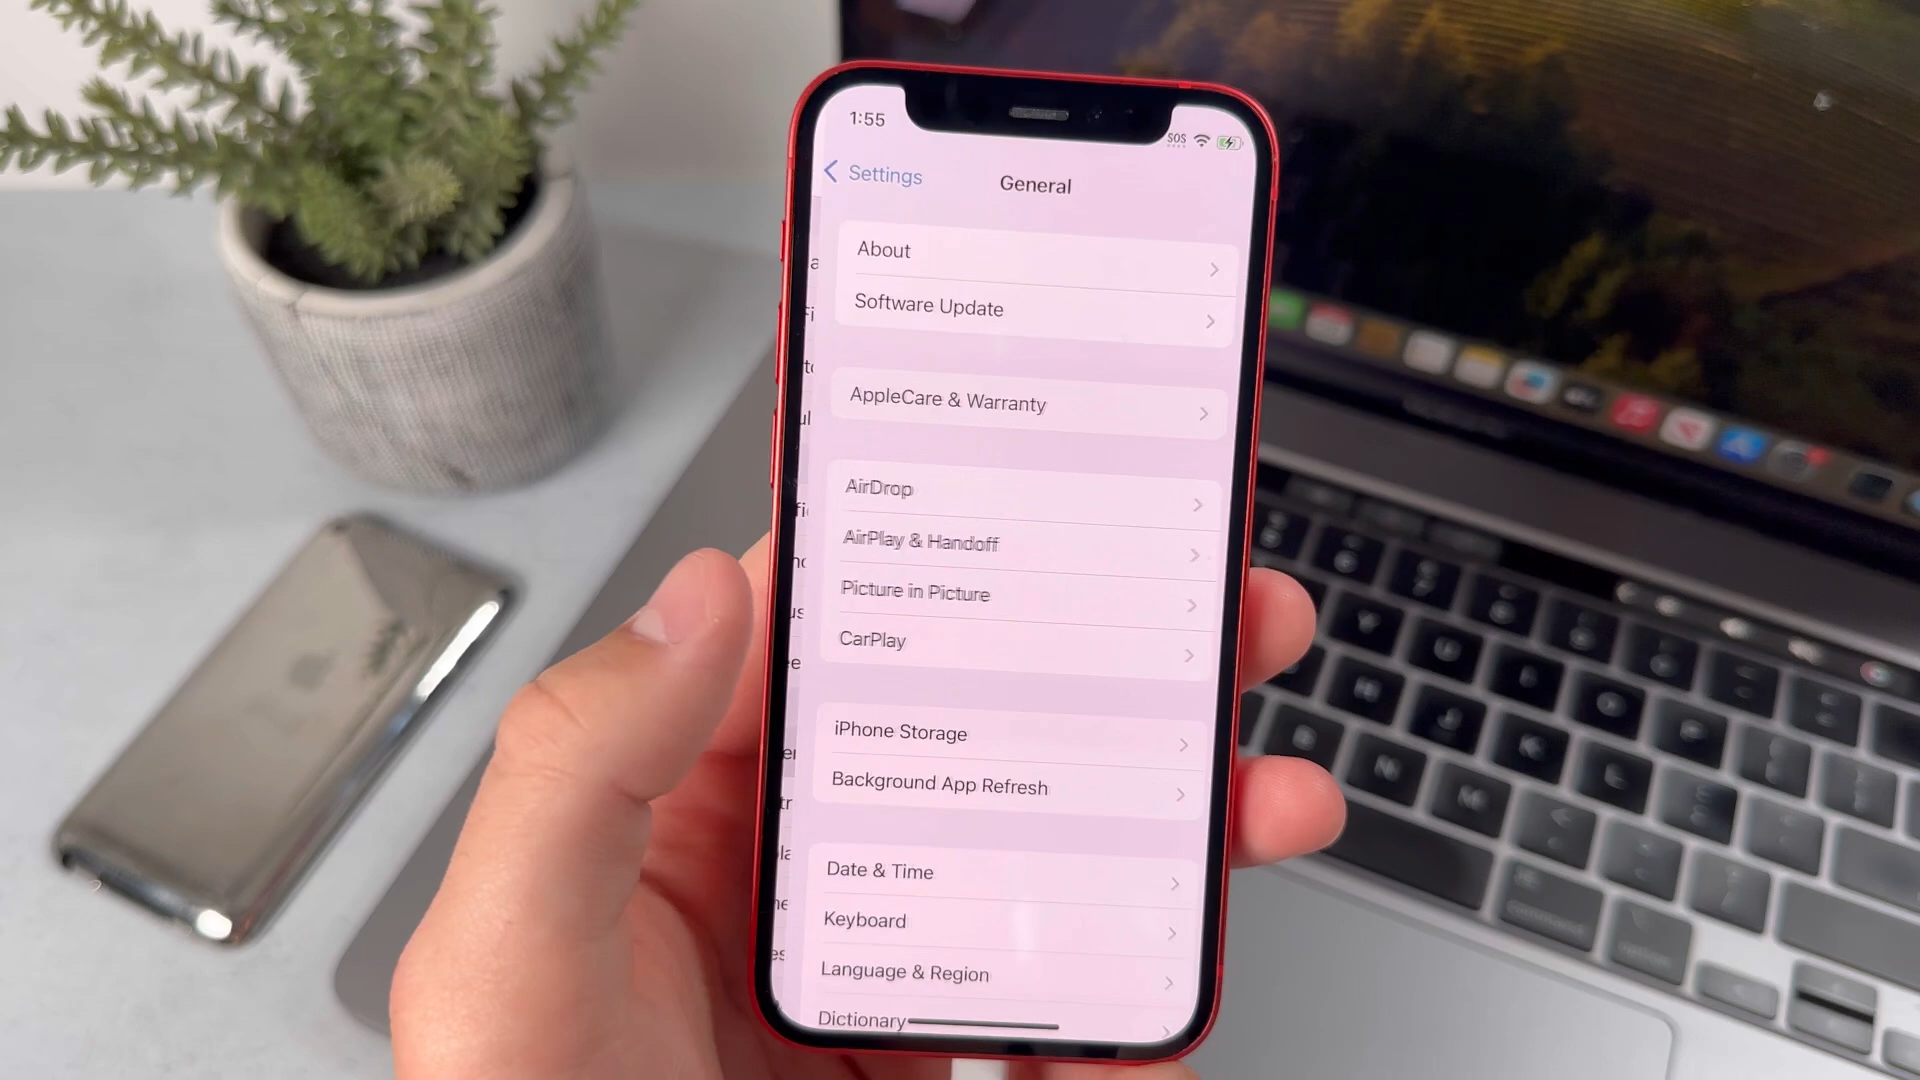 1:55
SOS
Settings
General
About
Software Update
AppleCare & Warranty
AirDrop
AirPlay & Handoff
Picture in Picture
CarPlay
iPhone Storage
Background App Refresh
Date & Time
Keyboard
Language & Region
Dictionary